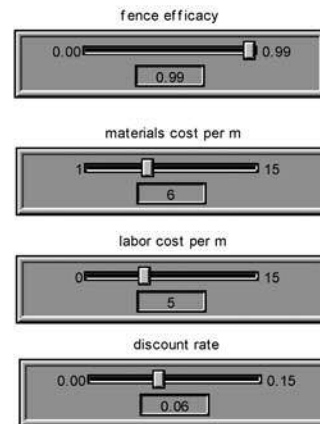 fence efficacy
0.00 0.99
0.99
materials cost per m
1 15
6
labor cost per m
0 15
5
discount rate
0.00 0.15
0.06